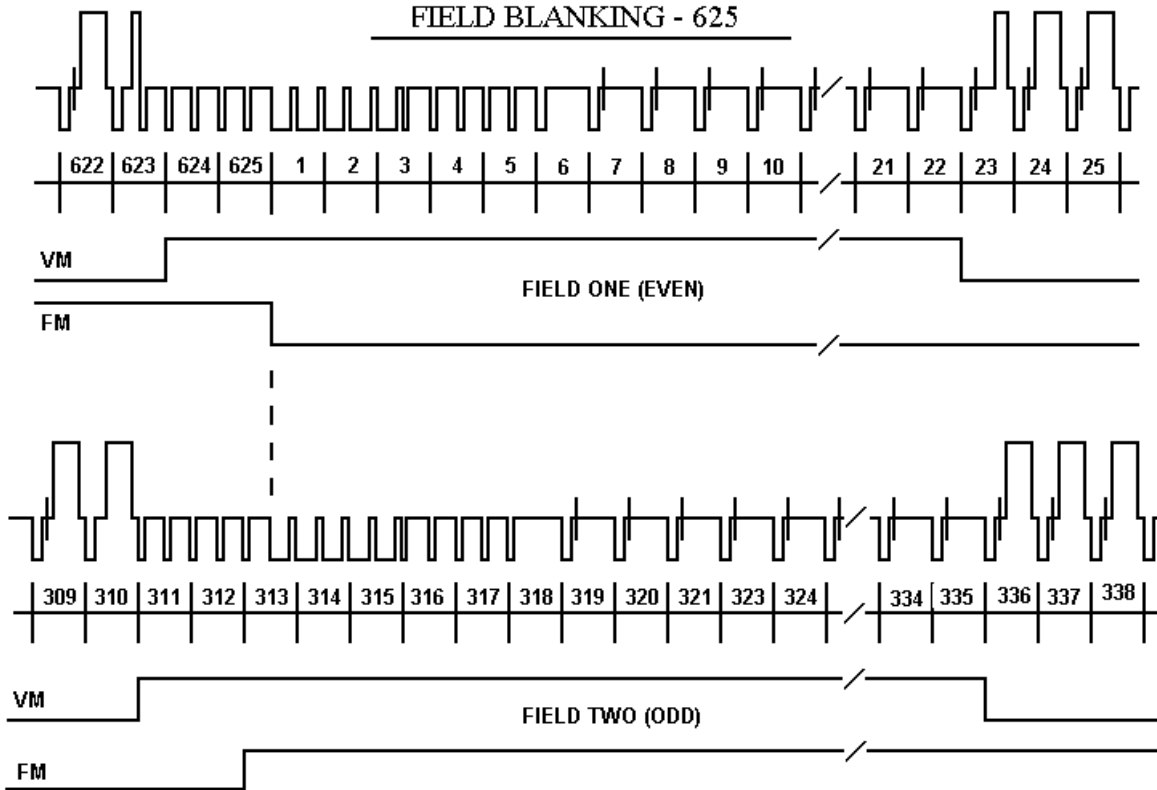 FIELD BLANKING - 625
622 623 624 625 1 2 3 4 5 6 7 8 9 10 21 22 23 24 25
VM
FIELD ONE (EVEN)
FM
309 310 311 312 313 314 315 316 317 318 319 320 321 323 324 334 335 336 337 338
VM
FIELD TWO (ODD)
FM